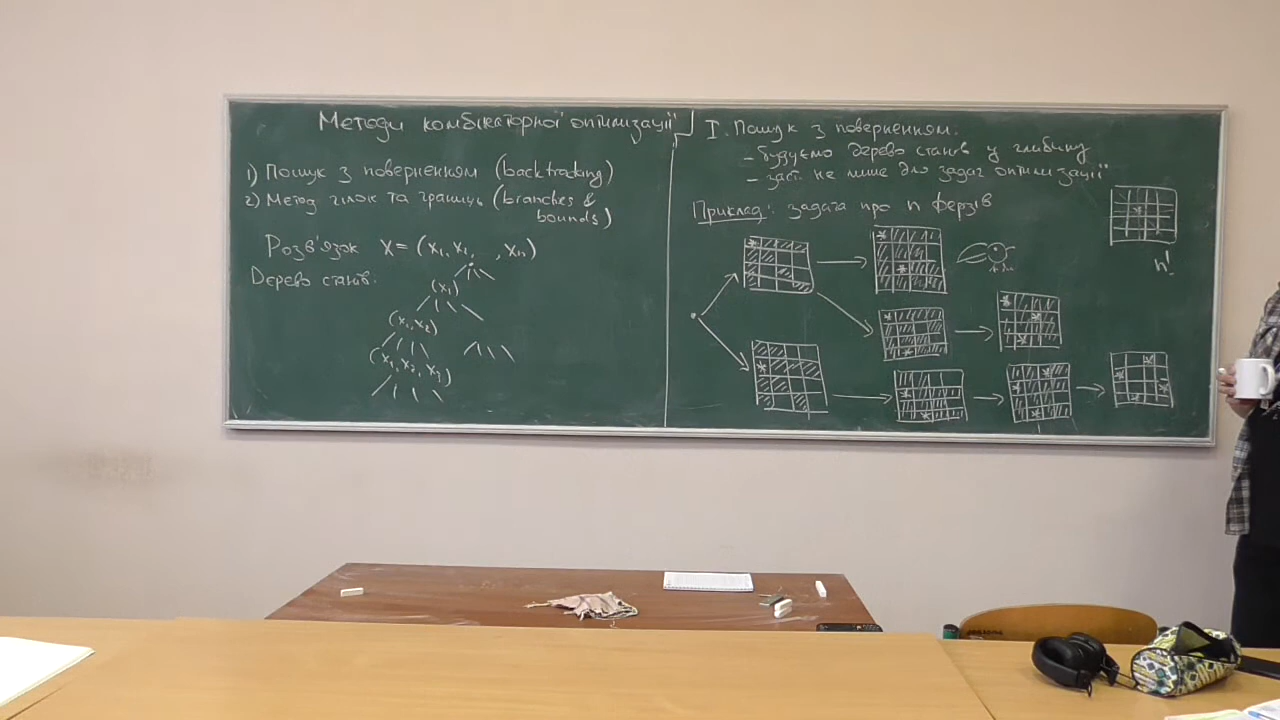 Методи комбінаторної оптимізації
1) Пошук з поверненням (backtracking)
2) Метод гілок та границь (branches &
bounds)
Розв'язок X = (x₁, x₂, , xₙ)
Дерево станів.
(x₁)
(x₁, x₂)
(x₁, x₂, x₃)
I. Пошук з поверненням.
- будуємо дерево станів у глибину
- заст. не лише для задач оптимізації
Приклад: задача про n ферзів
n!